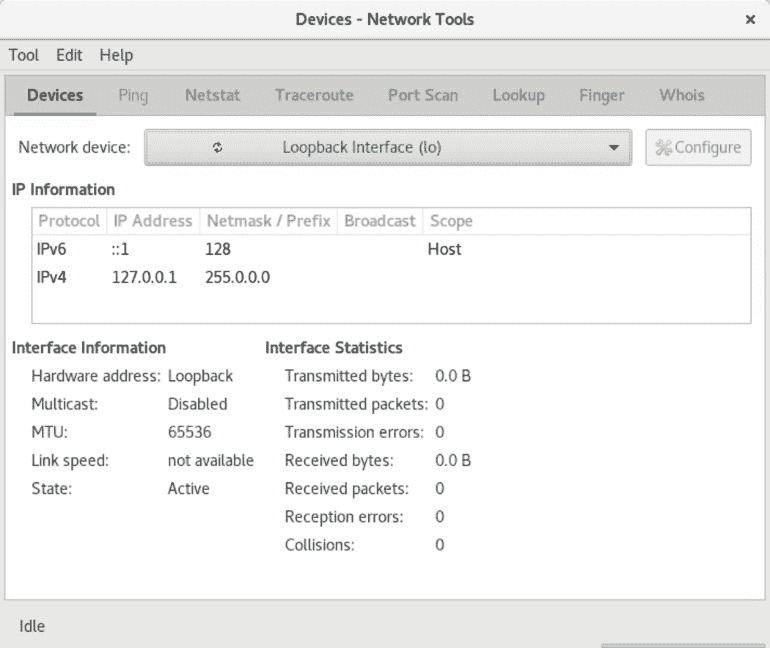 Devices - Network Tools ×
Tool Edit Help
Devices Ping Netstat Traceroute Port Scan Lookup Finger Whois
Network device: Loopback Interface (lo) Configure
IP Information
Protocol IP Address Netmask / Prefix Broadcast Scope
IPv6 ::1 128 Host
IPv4 127.0.0.1 255.0.0.0
Interface Information Interface Statistics
Hardware address: Loopback Transmitted bytes: 0.0 B
Multicast: Disabled Transmitted packets: 0
MTU: 65536 Transmission errors: 0
Link speed: not available Received bytes: 0.0 B
State: Active Received packets: 0
Reception errors: 0
Collisions: 0
Idle